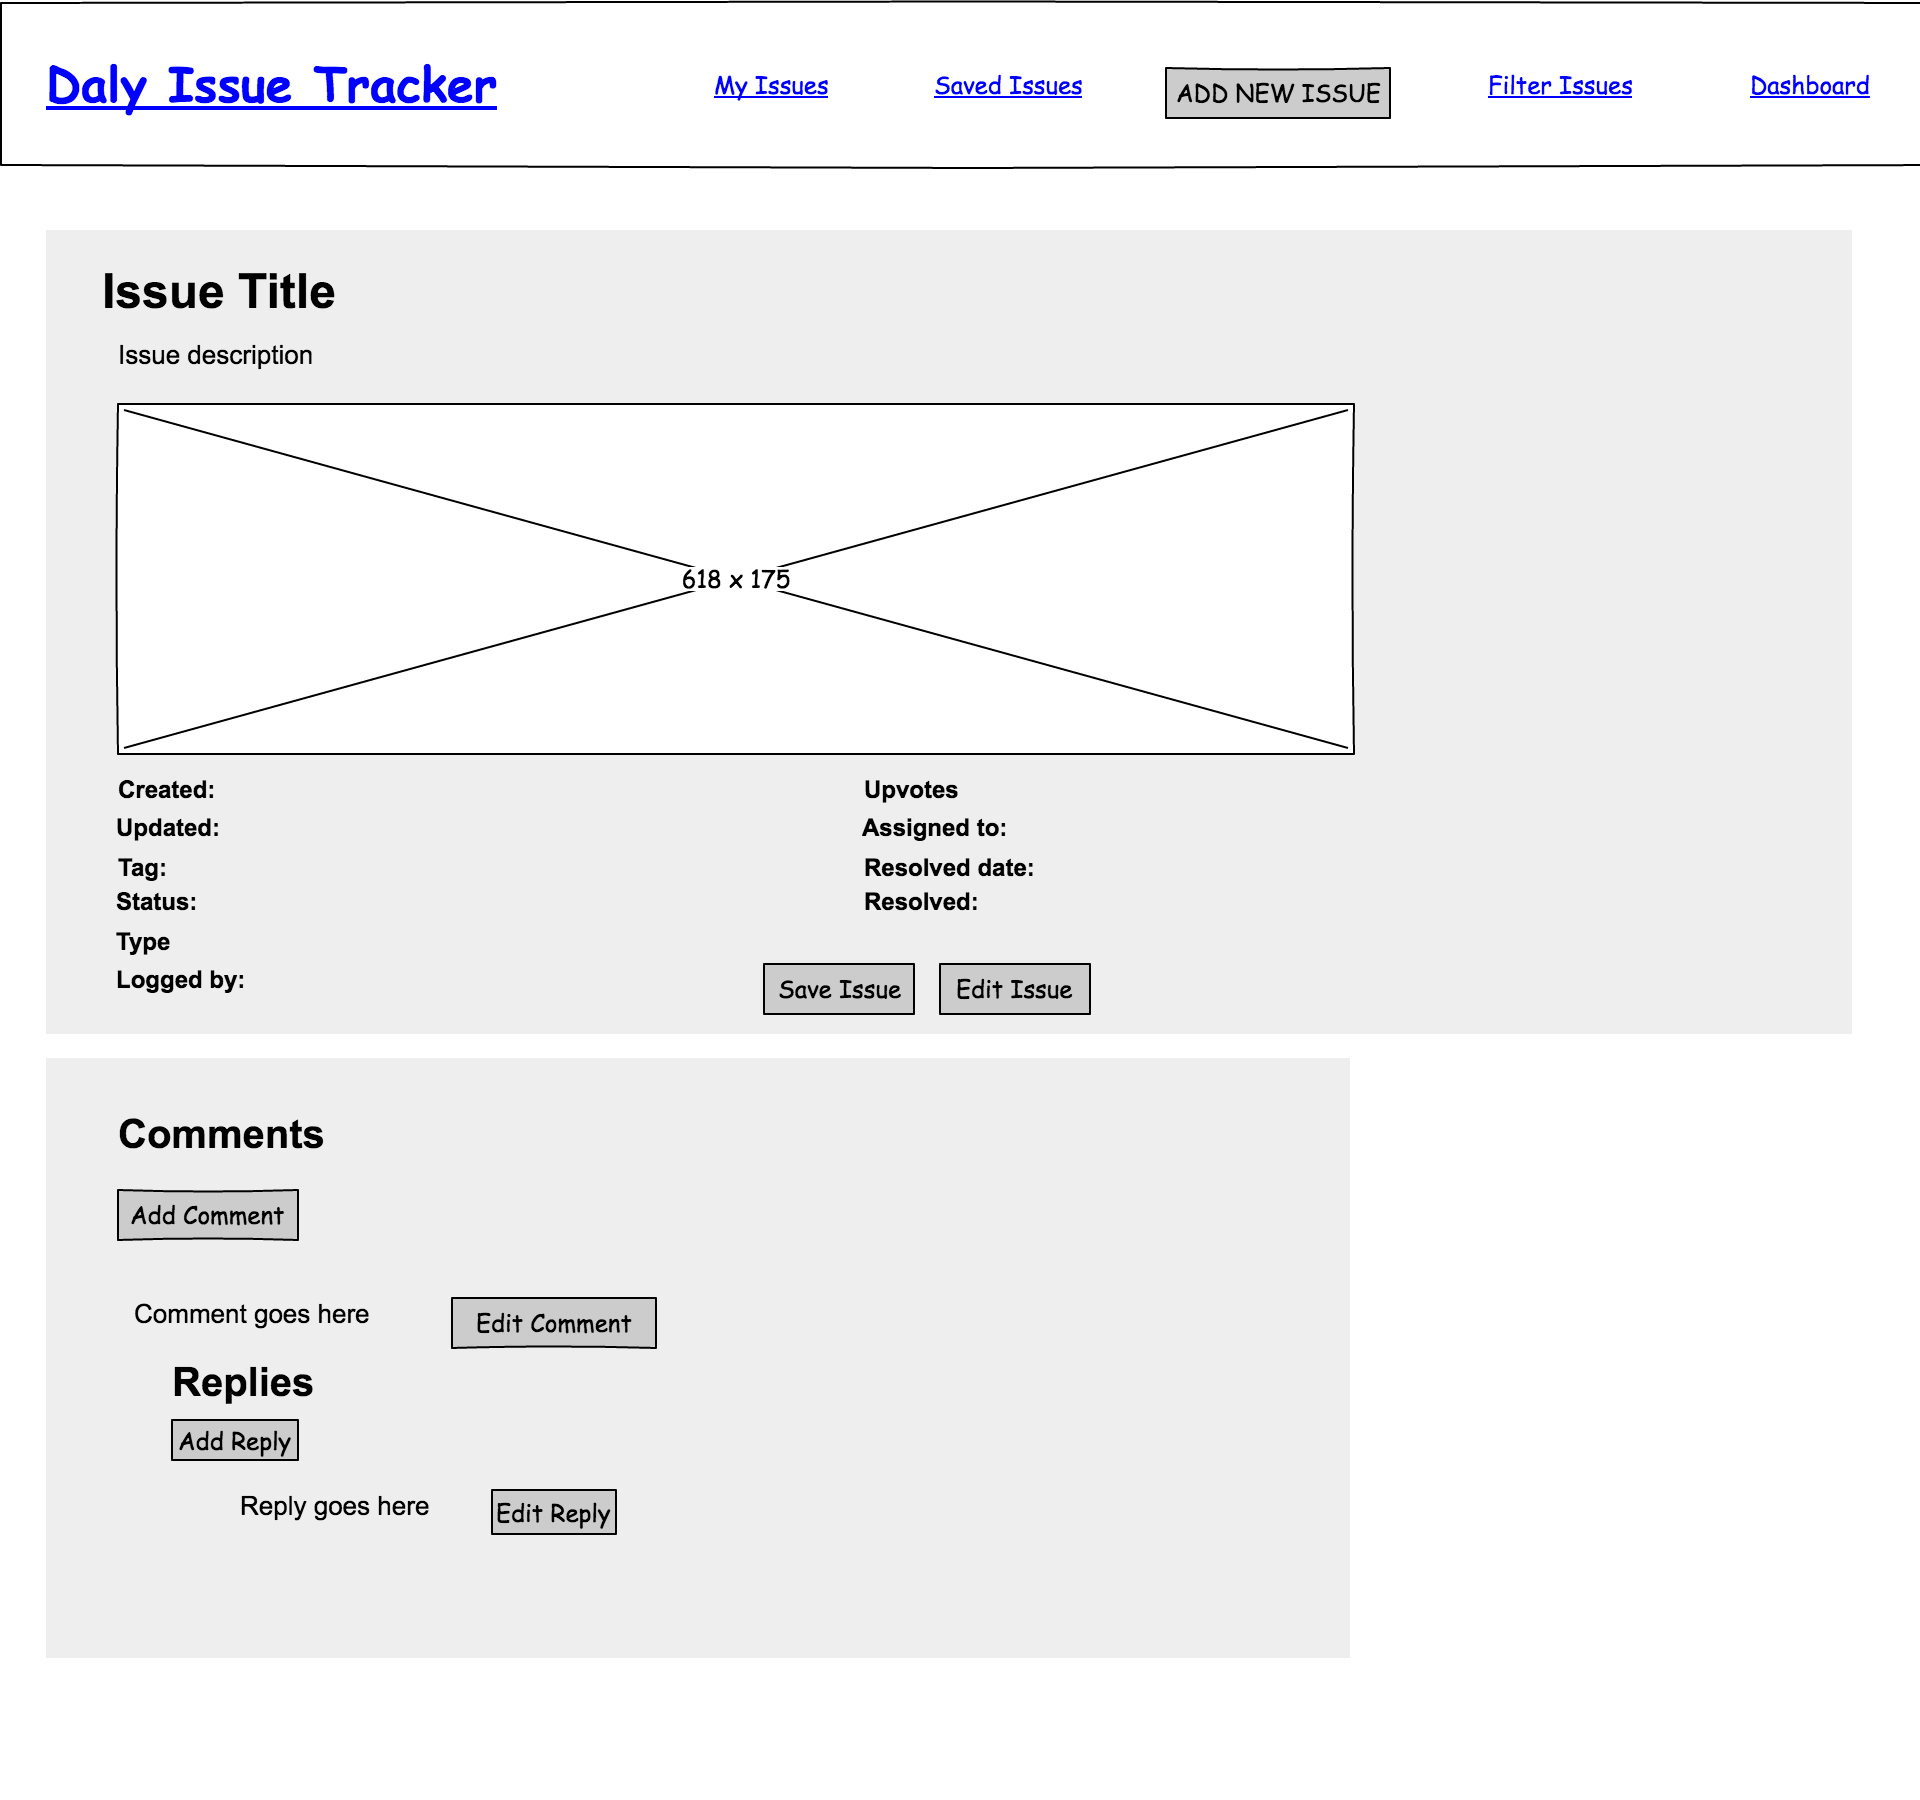 Daly Issue Tracker
My Issues
Saved Issues
ADD NEW ISSUE
Filter Issues
Dashboard
Issue Title
Issue description
618 x 175
Created:
Updated:
Tag:
Status:
Type
Logged by:
Upvotes
Assigned to:
Resolved date:
Resolved:
Save Issue
Edit Issue
Comments
Add Comment
Comment goes here
Edit Comment
Replies
Add Reply
Reply goes here
Edit Reply